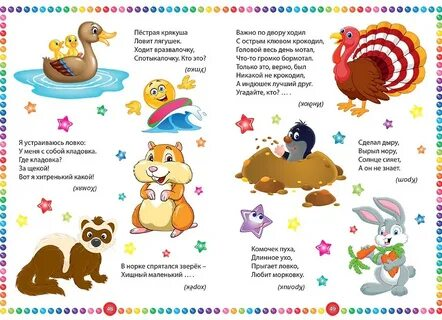 Пёстрая крякуша
Ловит лягушек.
Ходит вразвалочку,
Спотыкалочку. Кто это?
(Утка)
Я устраиваюсь ловко:
У меня с собой кладовка.
Где кладовка?
За щекой!
Вот я хитренький какой!
(Хомяк)
В норке спрятался зверёк –
Хищный маленький ….
(хорёк)
48
Важно по двору ходил
С острым клювом крокодил,
Головой весь день мотал,
Что-то громко бормотал.
Только это, верно, был
Никакой не крокодил,
А индюшек лучший друг.
Угадайте, кто? ….
(Индюк)
Сделал дыру,
Вырыл нору,
Солнце сияет,
А он не знает.
(Крот)
Комочек пуха,
Длинное ухо,
Прыгает ловко,
Любит морковку.
(Кролик)
49